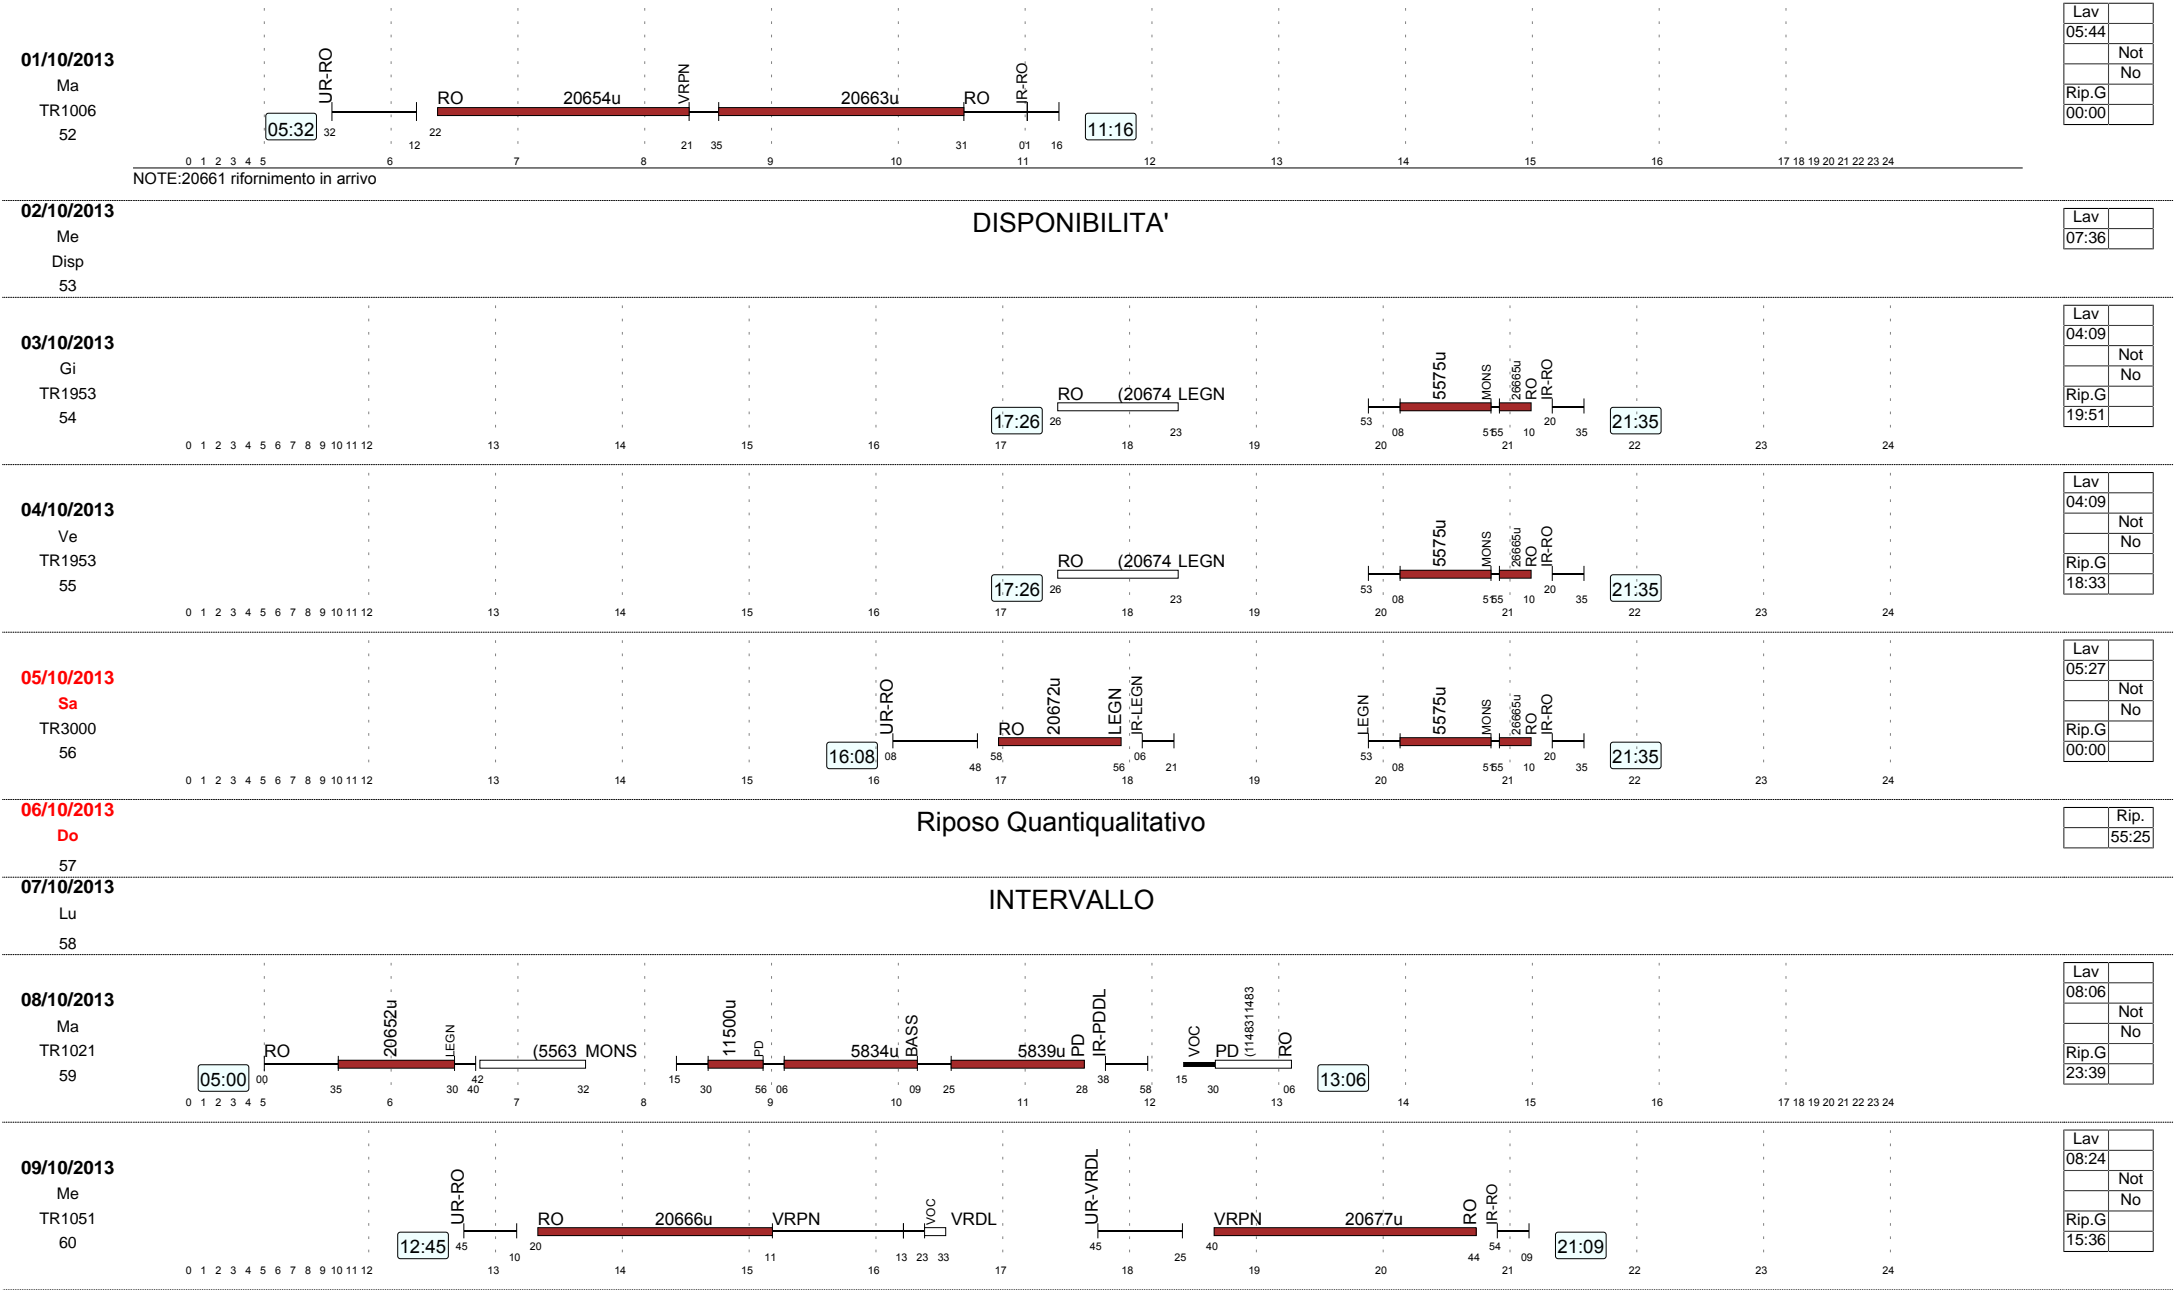 01/10/2013
Ma
TR1006
52
UR-RO
RO
20654u
VRPN
20663u
RO
IR-RO
05:32
32
12
22
21
35
31
01
16
11:16
0 1 2 3 4 5 6 7 8 9 10 11 12 13 14 15 16 17 18 19 20 21 22 23 24
NOTE:20661 rifornimento in arrivo
Lav
05:44
Not
No
Rip.G
00:00
02/10/2013
Me
Disp
53
DISPONIBILITA'
Lav
07:36
03/10/2013
Gi
TR1953
54
RO
(20674 LEGN
5575u
MONS
26665u
RO
IR-RO
17:26
26
23
53
08
51
55
10
20
35
21:35
0 1 2 3 4 5 6 7 8 9 10 11 12 13 14 15 16 17 18 19 20 21 22 23 24
Lav
04:09
Not
No
Rip.G
19:51
04/10/2013
Ve
TR1953
55
RO
(20674 LEGN
5575u
MONS
26665u
RO
IR-RO
17:26
26
23
53
08
51
55
10
20
35
21:35
0 1 2 3 4 5 6 7 8 9 10 11 12 13 14 15 16 17 18 19 20 21 22 23 24
Lav
04:09
Not
No
Rip.G
18:33
05/10/2013
Sa
TR3000
56
UR-RO
RO
20672u
LEGN
IR-LEGN
LEGN
5575u
MONS
26665u
RO
IR-RO
16:08
08
48
58
56
06
21
53
08
51
55
10
20
35
21:35
0 1 2 3 4 5 6 7 8 9 10 11 12 13 14 15 16 17 18 19 20 21 22 23 24
Lav
05:27
Not
No
Rip.G
00:00
06/10/2013
Do
57
Riposo Quantiqualitativo
Rip.
55:25
07/10/2013
Lu
58
INTERVALLO
08/10/2013
Ma
TR1021
59
RO
20652u
LEGN
(5563 MONS
11500u
PD
5834u
BASS
5839u
PD
IR-PDDL
VOC
PD
(114831 1483
RO
05:00
00
35
30
40
42
32
15
30
56
06
09
25
28
38
58
15
30
06
13:06
0 1 2 3 4 5 6 7 8 9 10 11 12 13 14 15 16 17 18 19 20 21 22 23 24
Lav
08:06
Not
No
Rip.G
23:39
09/10/2013
Me
TR1051
60
UR-RO
RO
20666u
VRPN
VOC
VRDL
UR-VRDL
VRPN
20677u
RO
IR-RO
12:45
45
10
20
11
13
23
33
45
25
40
44
54
09
21:09
0 1 2 3 4 5 6 7 8 9 10 11 12 13 14 15 16 17 18 19 20 21 22 23 24
Lav
08:24
Not
No
Rip.G
15:36